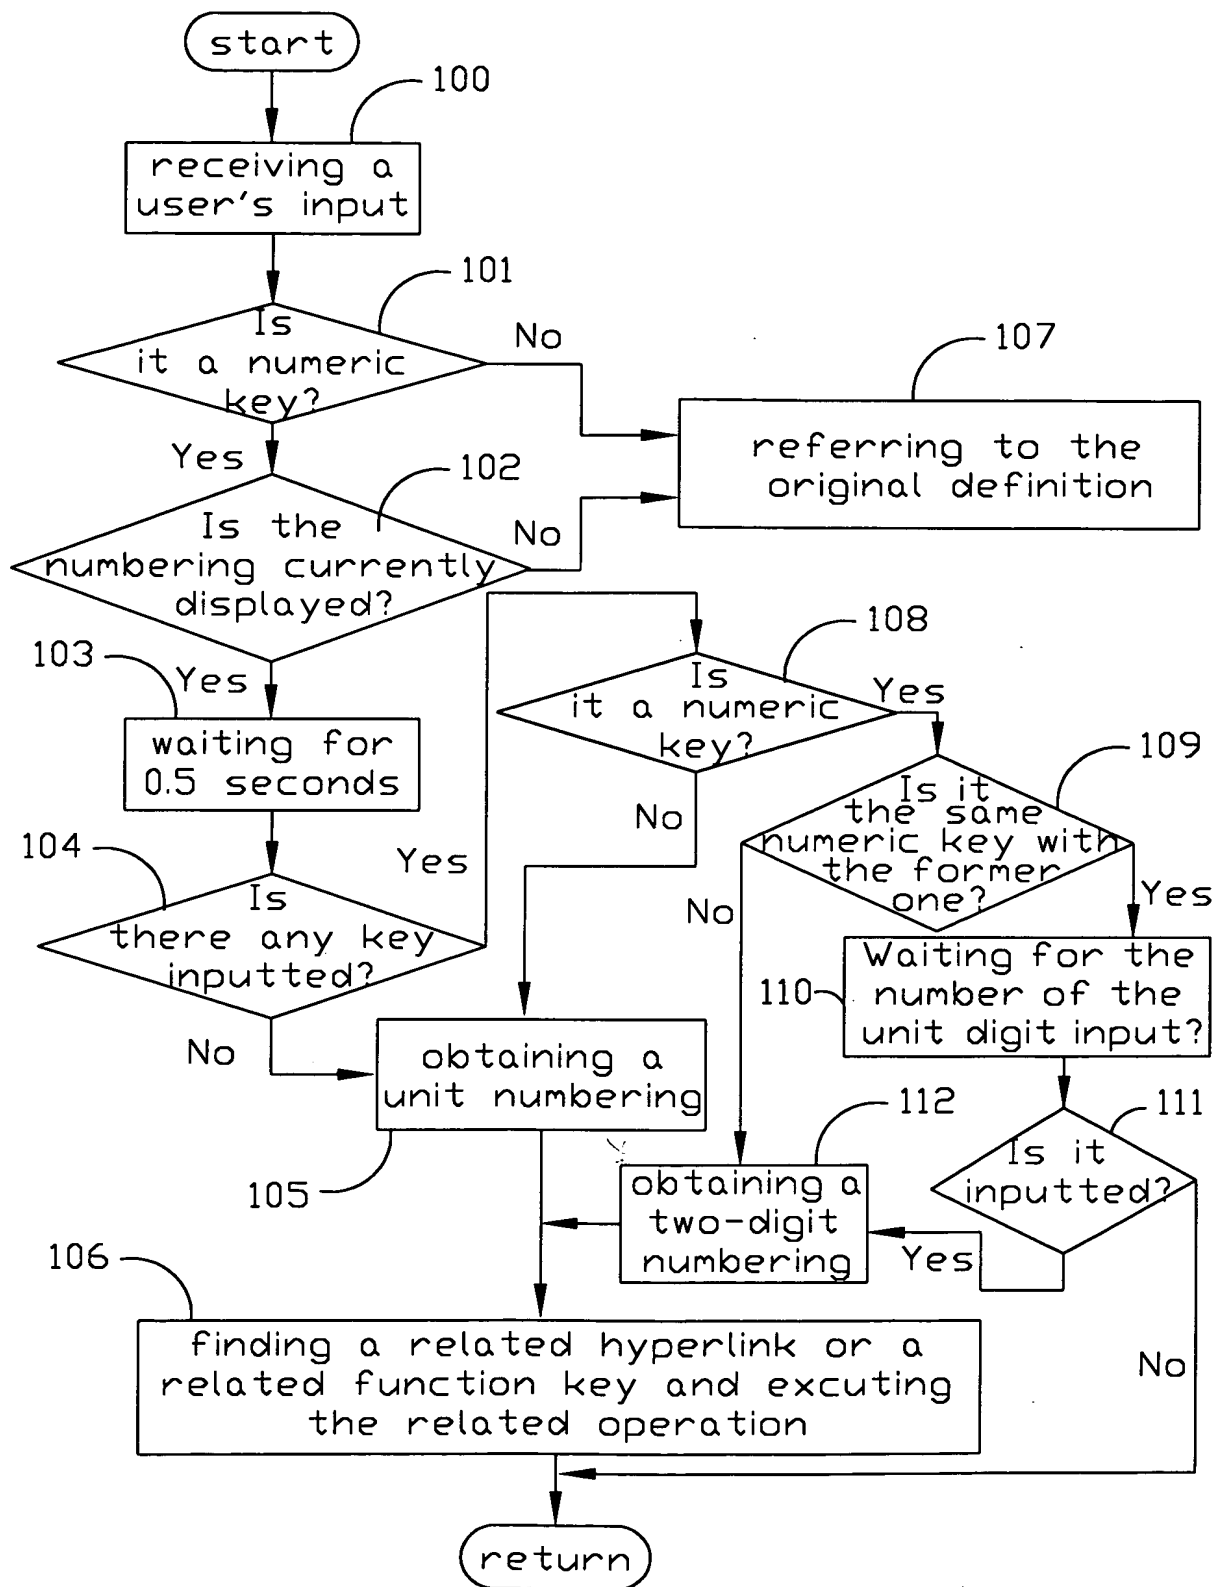 start
100
receiving a
user's input
101
Is
it a numeric
key?
No
107
referring to the
original definition
Yes
102
Is the
numbering currently
displayed?
No
103
Yes
waiting for
0.5 seconds
108
Is
it a numeric
key?
Yes
109
Is it
the same
numeric key with
the former
one?
No
104
Yes
Is
there any key
inputted?
No
Yes
110
Waiting for the
number of the
unit digit input?
No
obtaining a
unit numbering
105
112
111
Is it
inputted?
obtaining a
two-digit
numbering
Yes
106
finding a related hyperlink or a
related function key and excuting
the related operation
No
return